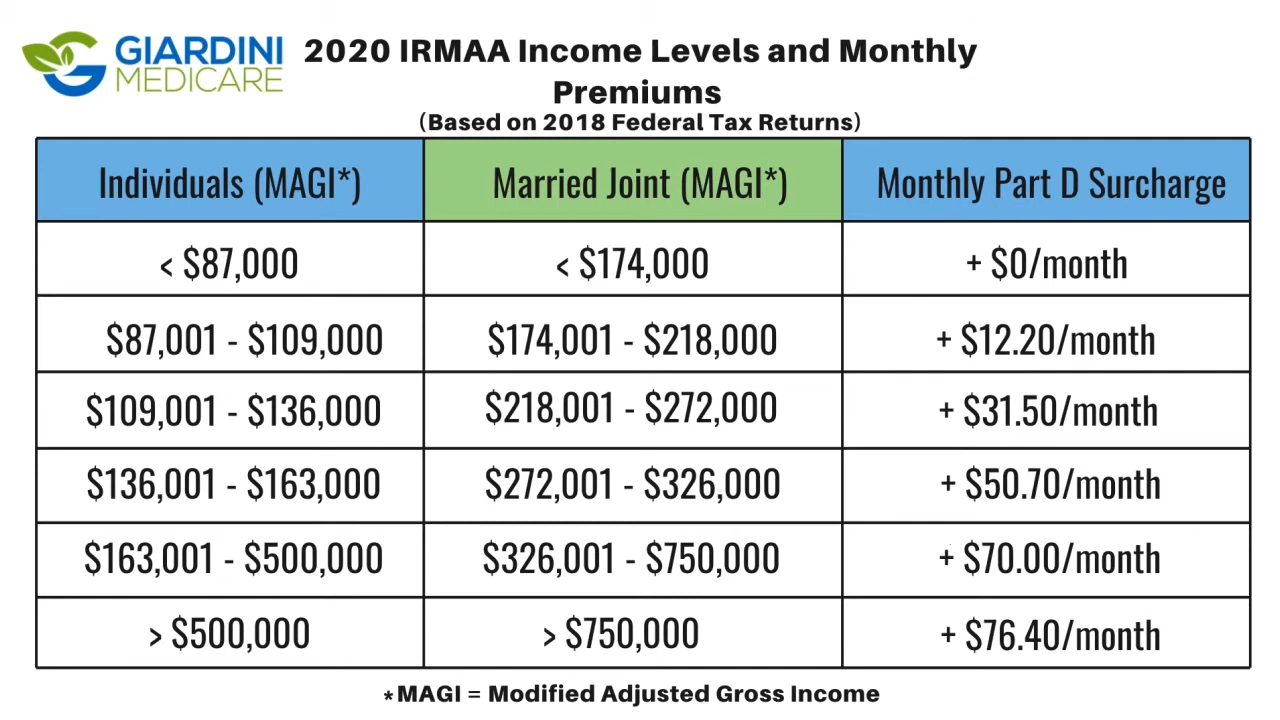 GIARDINI
MEDICARE
2020 IRMAA Income Levels and Monthly
Premiums
(Based on 2018 Federal Tax Returns)
Individuals (MAGI*) Married Joint (MAGI*) Monthly Part D Surcharge
< $87,000 < $174,000 + $0/month
$87,001 - $109,000 $174,001 - $218,000 + $12.20/month
$109,001 - $136,000 $218,001 - $272,000 + $31.50/month
$136,001 - $163,000 $272,001 - $326,000 + $50.70/month
$163,001 - $500,000 $326,001 - $750,000 + $70.00/month
> $500,000 > $750,000 + $76.40/month
*MAGI = Modified Adjusted Gross Income